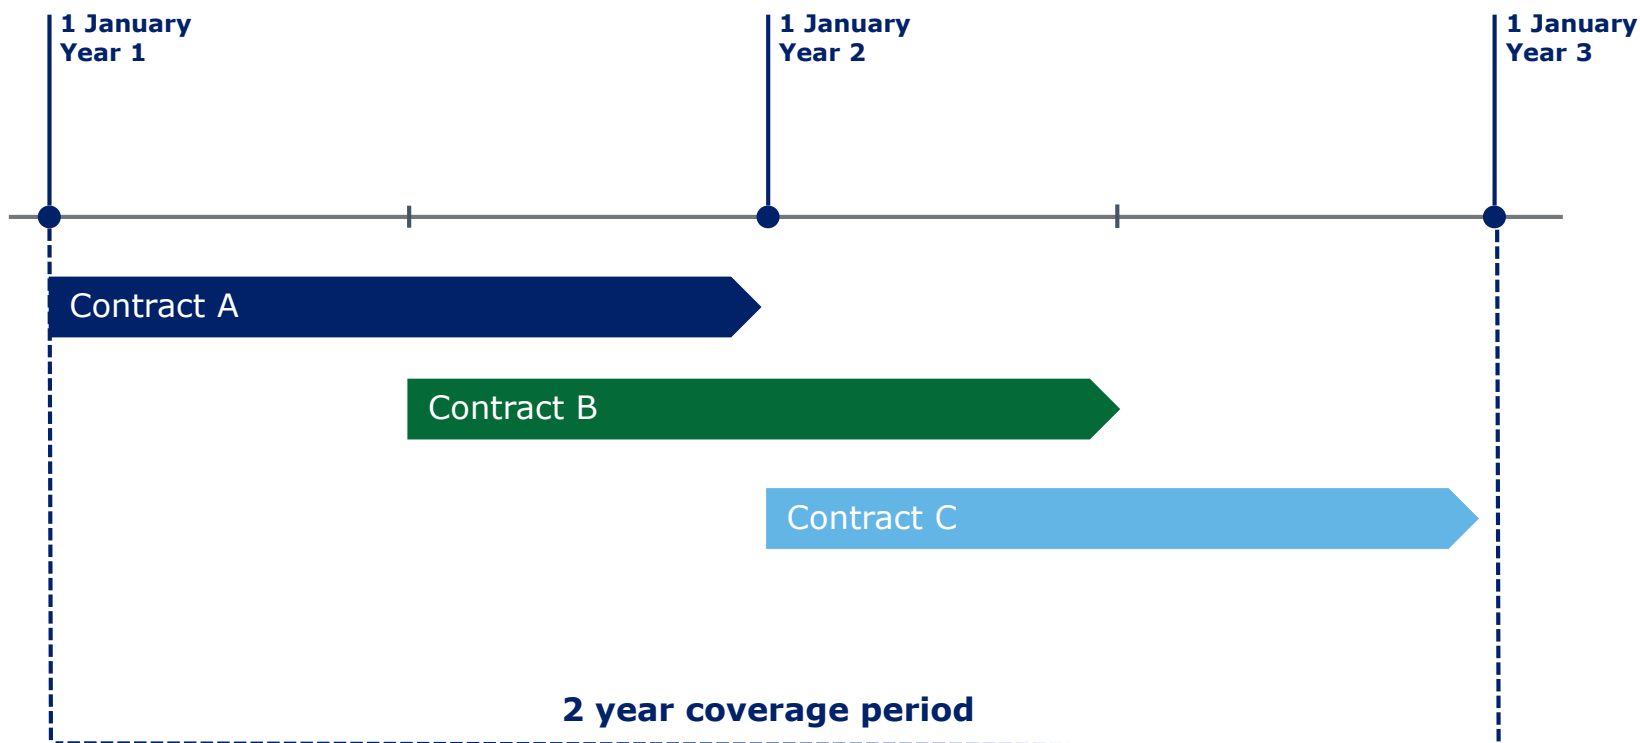 1 January
Year 1
1 January
Year 2
1 January
Year 3
Contract A
Contract B
Contract C
2 year coverage period